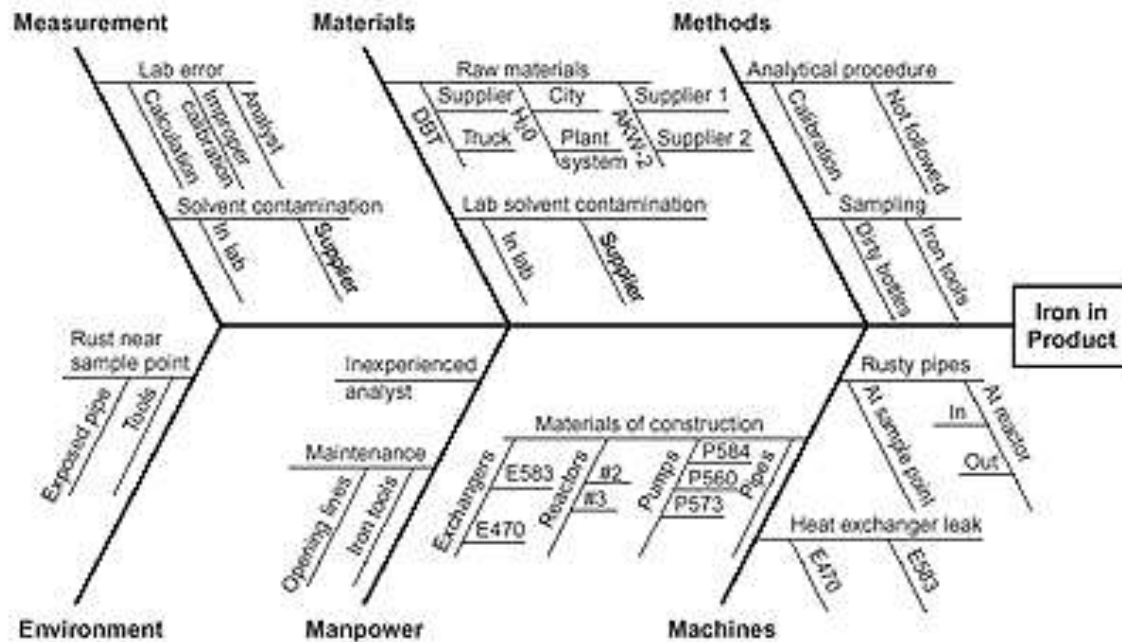 Measurement
Materials
Methods
Lab error
Calculation
Improper
calibration
Analyst
Solvent contamination
In lab
Supplier
Raw materials
DBT
Supplier
Truck
H₂0
City
Plant
system
AKW-2
Supplier 1
Supplier 2
Lab solvent contamination
In lab
Supplier
Analytical procedure
Calibration
Not followed
Sampling
Dirty bottles
Iron tools
Iron in
Product
Rust near
sample point
Exposed pipe
Tools
Inexperienced
analyst
Maintenance
Opening lines
Iron tools
Materials of construction
Exchangers
E583
E470
Reactors
#2
#3
Pumps
P584
P560
P573
Pipes
Rusty pipes
At sample point
At reactor
In
Out
Heat exchanger leak
E470
E583
Environment
Manpower
Machines